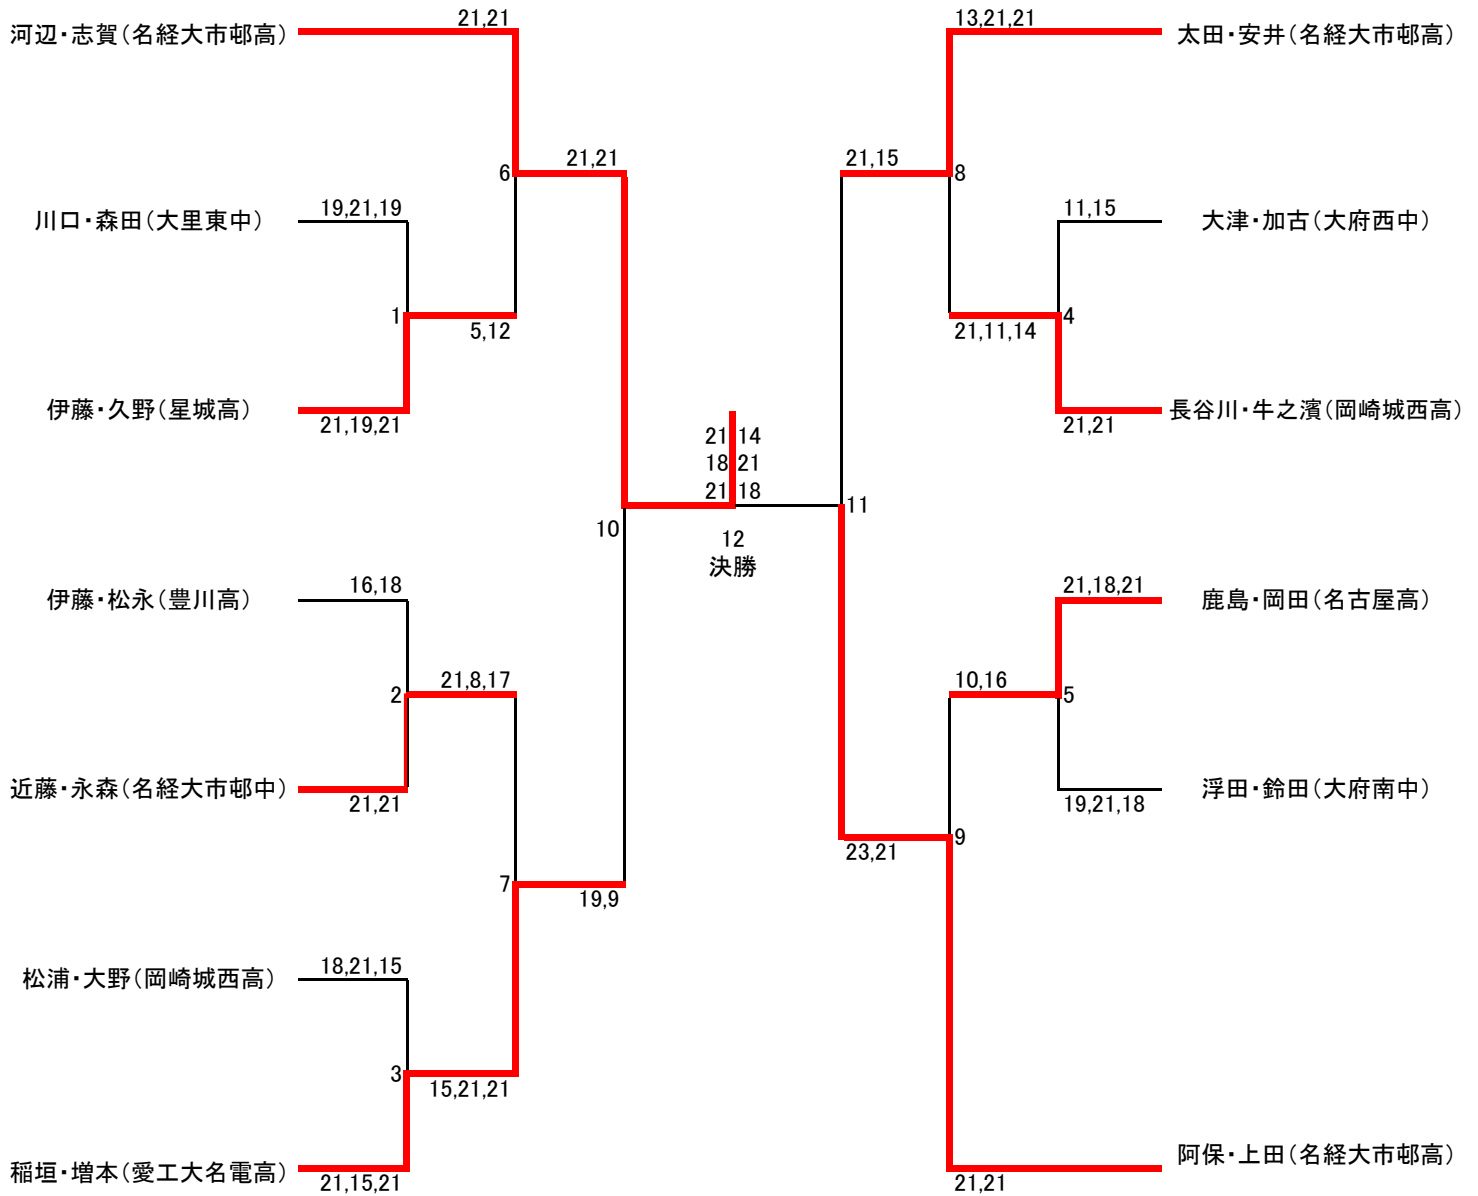 21,21
13,21,21
河辺・志賀(名経大市邨高)
太田・安井(名経大市邨高)
21,21
21,15
6
8
19,21,19
11,15
川口・森田(大里東中)
大津・加古(大府西中)
1
4
5,12
21,11,14
伊藤・久野(星城高)
長谷川・牛之濱(岡崎城西高)
21,19,21
21,21
21 14
18 21
21 18
11
10
12
決勝
16,18
21,18,21
伊藤・松永(豊川高)
鹿島・岡田(名古屋高)
21,8,17
10,16
2
5
近藤・永森(名経大市邨中)
浮田・鈴田(大府南中)
21,21
19,21,18
9
23,21
7
19,9
18,21,15
松浦・大野(岡崎城西高)
3
15,21,21
稲垣・増本(愛工大名電高)
阿保・上田(名経大市邨高)
21,15,21
21,21